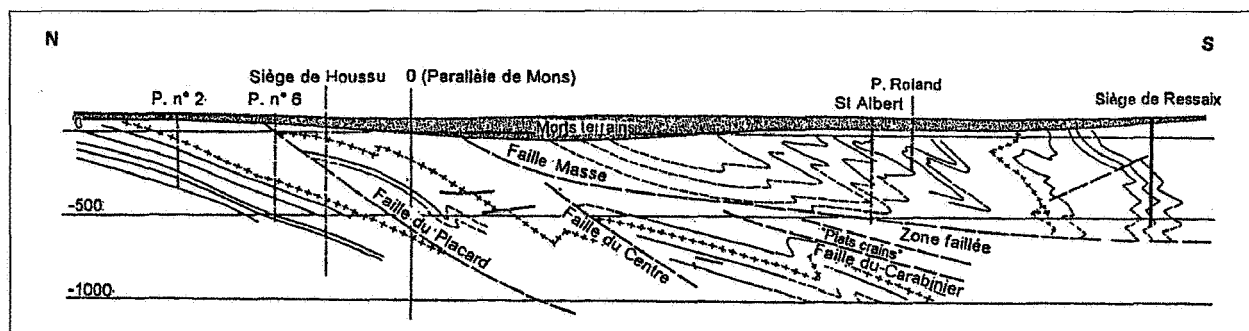 N
S
Siège de Houssu
0 (Parallèle de Mons)
P. Roland
P. n° 2
P. n° 6
St Albert
Siège de Ressaix
0
Morts terrains
Faille Masse
-500
Faille du Placard
Faille du Centre
Zone faillée
"Plats crains"
Faille du Carabinier
-1000